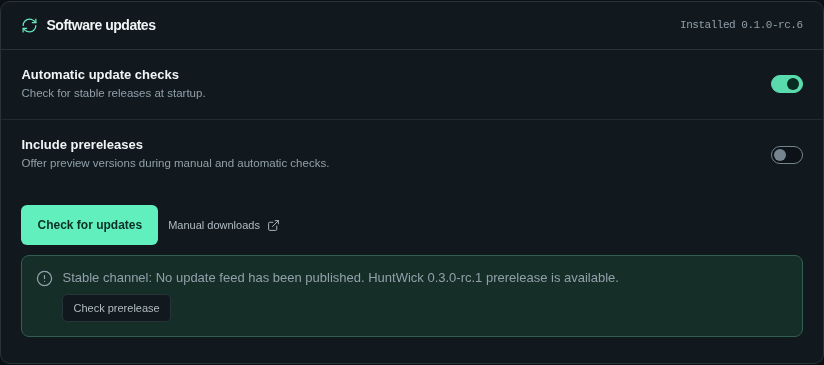 Software updates
Installed 0.1.0-rc.6
Automatic update checks
Check for stable releases at startup.
Include prereleases
Offer preview versions during manual and automatic checks.
Check for updates
Manual downloads
Stable channel: No update feed has been published. HuntWick 0.3.0-rc.1 prerelease is available.
Check prerelease